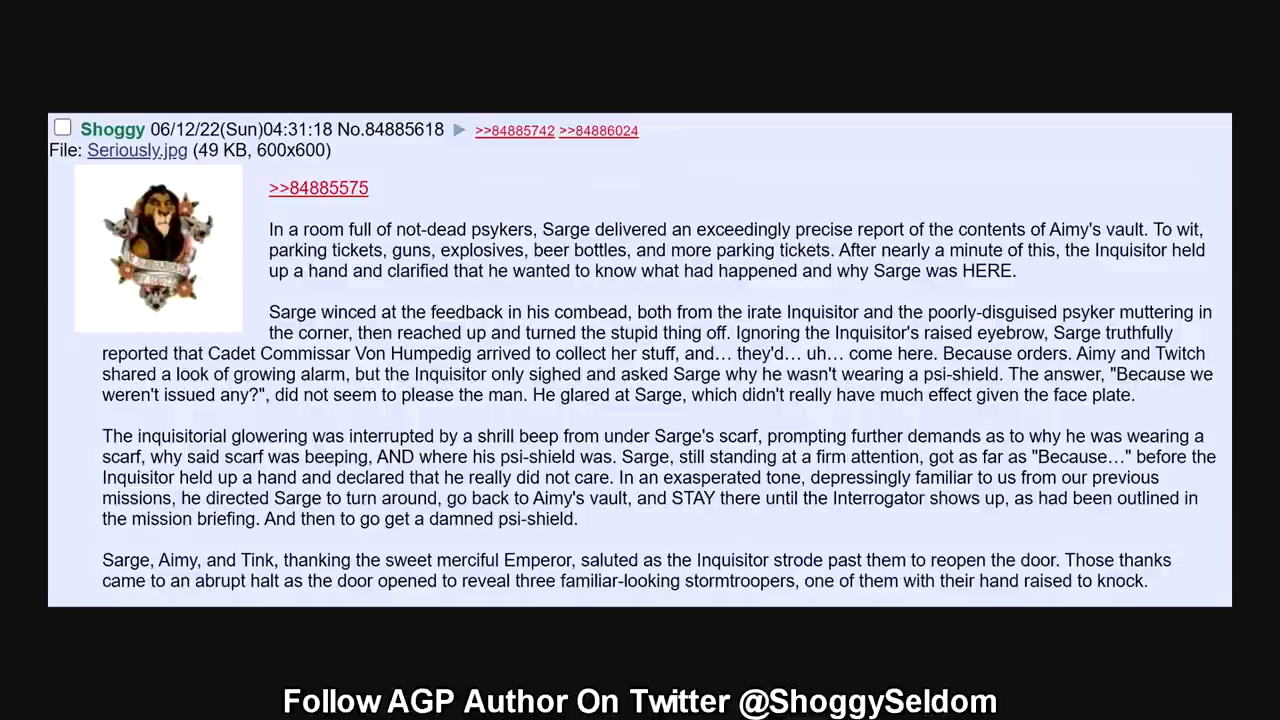 Shoggy 06/12/22(Sun)04:31:18 No.84885618 ▶ >>84885742 >>84886024
File: Seriously.jpg (49 KB, 600x600)
>>84885575
In a room full of not-dead psykers, Sarge delivered an exceedingly precise report of the contents of Aimy's vault. To wit,
parking tickets, guns, explosives, beer bottles, and more parking tickets. After nearly a minute of this, the Inquisitor held
up a hand and clarified that he wanted to know what had happened and why Sarge was HERE.
Sarge winced at the feedback in his combead, both from the irate Inquisitor and the poorly-disguised psyker muttering in
the corner, then reached up and turned the stupid thing off. Ignoring the Inquisitor's raised eyebrow, Sarge truthfully
reported that Cadet Commissar Von Humpedig arrived to collect her stuff, and… they'd… uh… come here. Because orders. Aimy and Twitch
shared a look of growing alarm, but the Inquisitor only sighed and asked Sarge why he wasn't wearing a psi-shield. The answer, "Because we
weren't issued any?", did not seem to please the man. He glared at Sarge, which didn't really have much effect given the face plate.
The inquisitorial glowering was interrupted by a shrill beep from under Sarge's scarf, prompting further demands as to why he was wearing a
scarf, why said scarf was beeping, AND where his psi-shield was. Sarge, still standing at a firm attention, got as far as "Because…" before the
Inquisitor held up a hand and declared that he really did not care. In an exasperated tone, depressingly familiar to us from our previous
missions, he directed Sarge to turn around, go back to Aimy's vault, and STAY there until the Interrogator shows up, as had been outlined in
the mission briefing. And then to go get a damned psi-shield.
Sarge, Aimy, and Tink, thanking the sweet merciful Emperor, saluted as the Inquisitor strode past them to reopen the door. Those thanks
came to an abrupt halt as the door opened to reveal three familiar-looking stormtroopers, one of them with their hand raised to knock.
Follow AGP Author On Twitter @ShoggySeldom